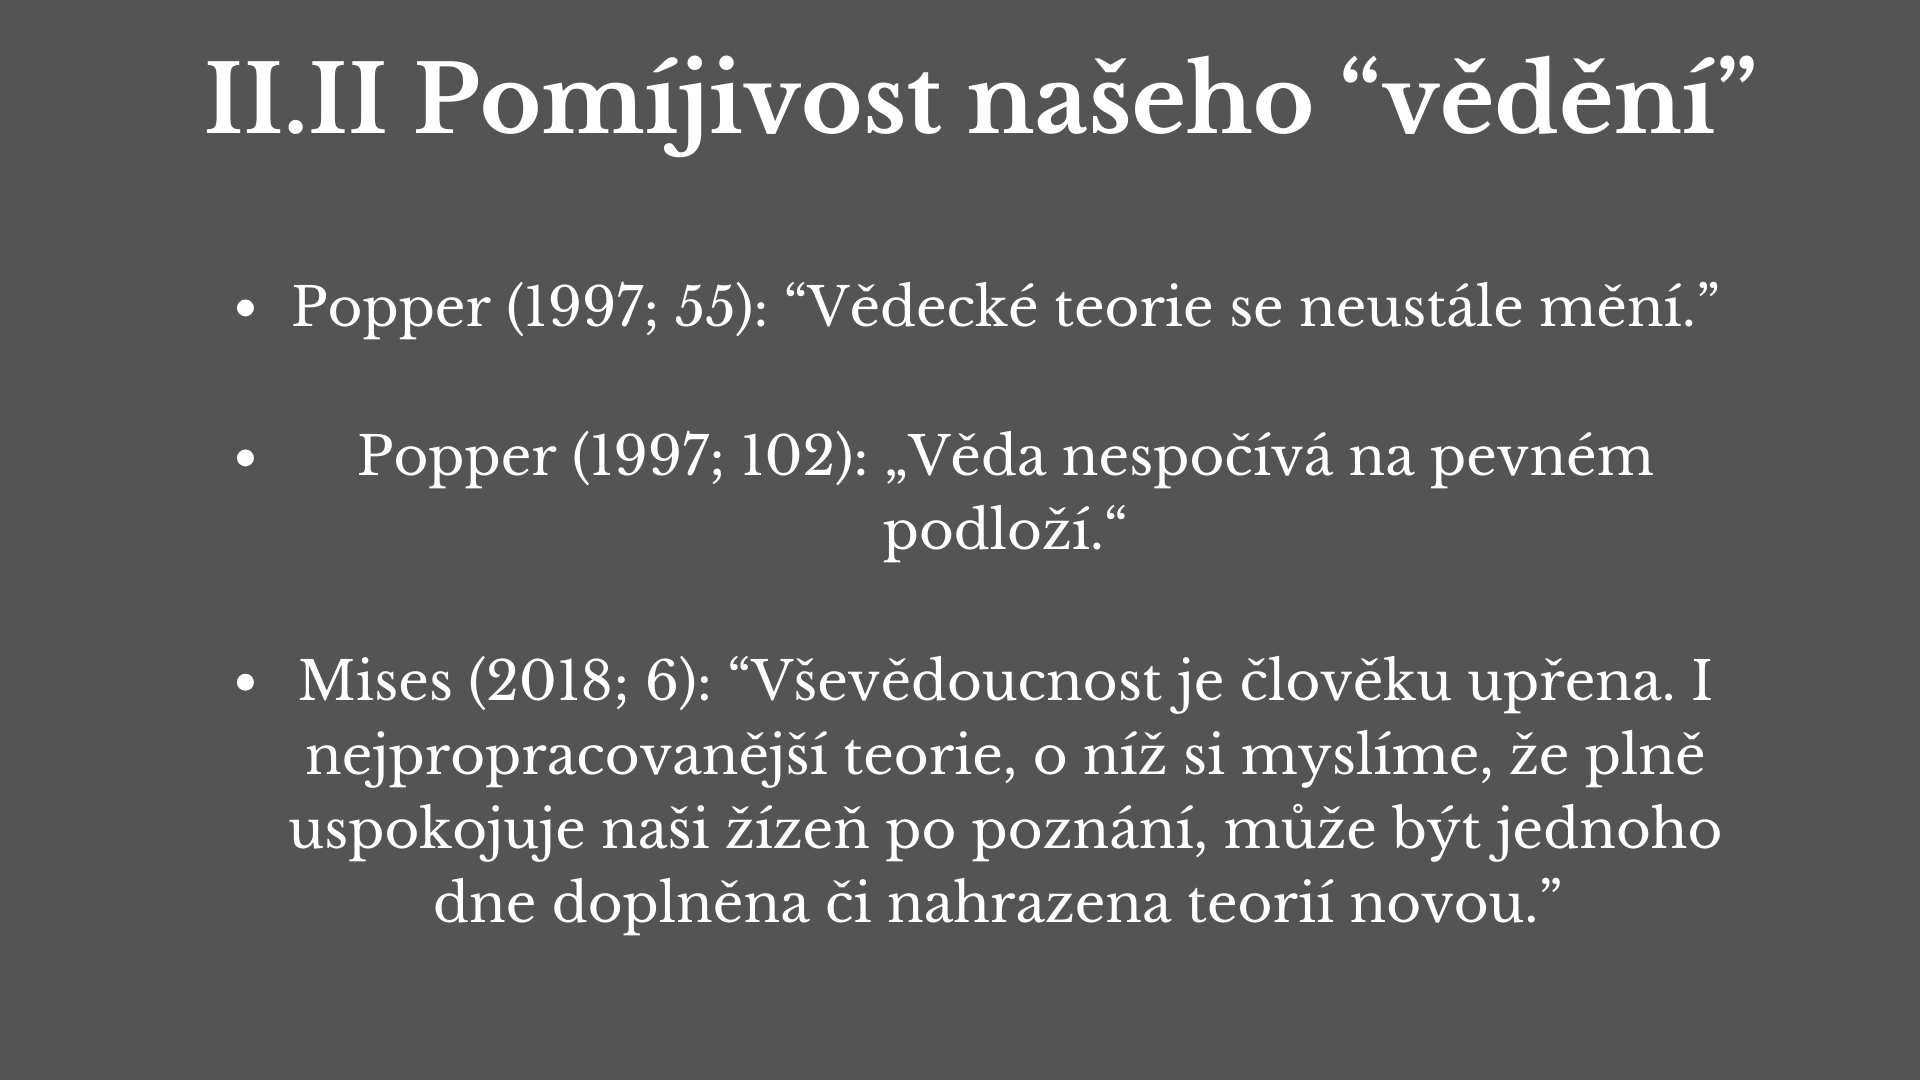 II.II Pomíjivost našeho “vědění”
• Popper (1997; 55): “Vědecké teorie se neustále mění.”
• Popper (1997; 102): „Věda nespočívá na pevném
podloží.“
• Mises (2018; 6): “Vševědoucnost je člověku upřena. I
nejpropracovanější teorie, o níž si myslíme, že plně
uspokojuje naši žízeň po poznání, může být jednoho
dne doplněna či nahrazena teorií novou.”